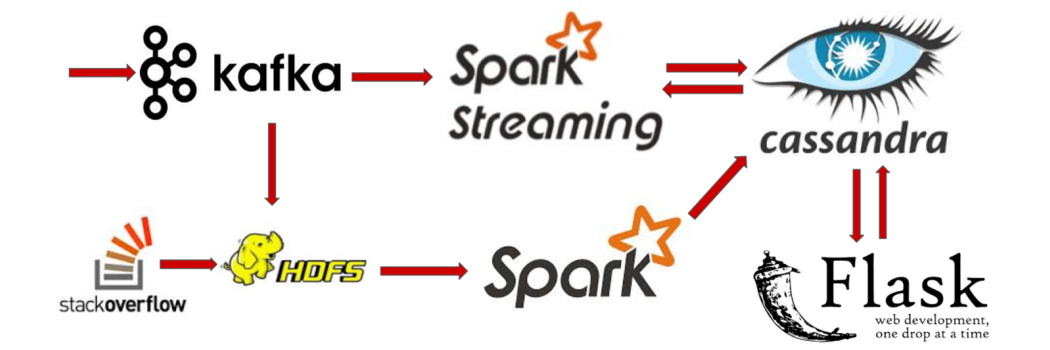 kafka
Spark
Streaming
cassandra
stackoverflow
HDFS
Spark
Flask
web development,
one drop at a time